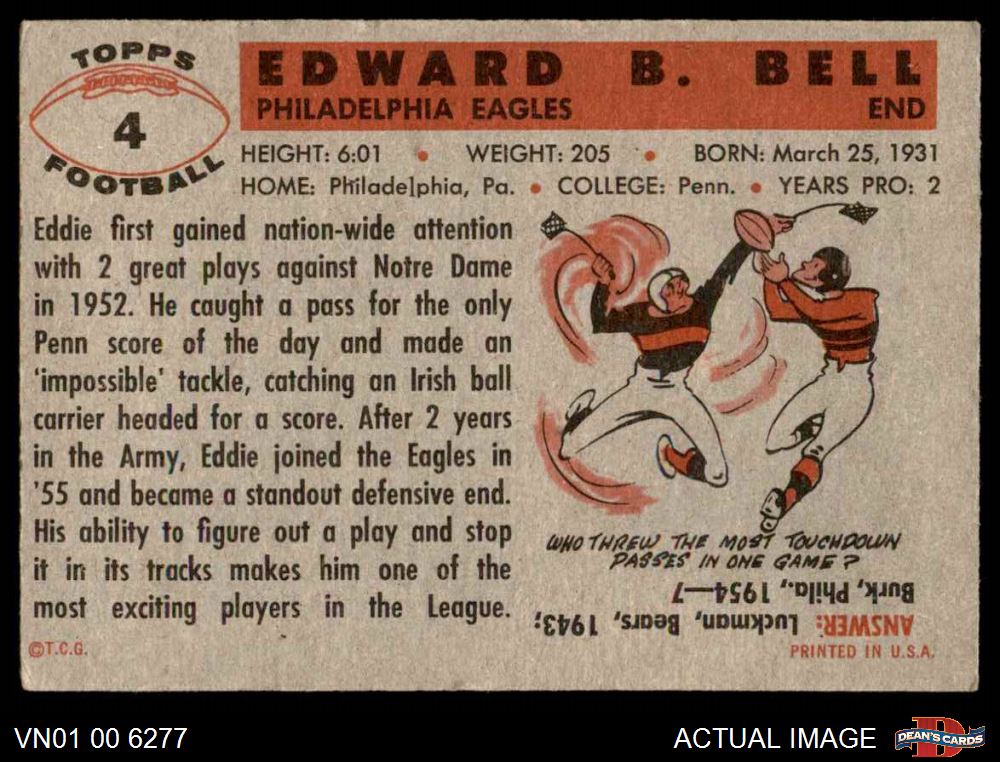 TOPPS
4
FOOTBALL
EDWARD B. BELL
PHILADELPHIA EAGLES END
HEIGHT: 6:01 • WEIGHT: 205 • BORN: March 25, 1931
HOME: Philadelphia, Pa. • COLLEGE: Penn. • YEARS PRO: 2
Eddie first gained nation-wide attention
with 2 great plays against Notre Dame
in 1952. He caught a pass for the only
Penn score of the day and made an
'impossible' tackle, catching an Irish ball
carrier headed for a score. After 2 years
in the Army, Eddie joined the Eagles in
'55 and became a standout defensive end.
His ability to figure out a play and stop
it in its tracks makes him one of the
most exciting players in the League.
©T.C.G.
WHO THREW THE MOST TOUCHDOWN
PASSES IN ONE GAME?
ANSWER: Luckman, Bears, 1943;
Burk, Phila., 1954—7
PRINTED IN U.S.A.
VN01 00 6277
ACTUAL IMAGE
D
DEAN'S CARDS